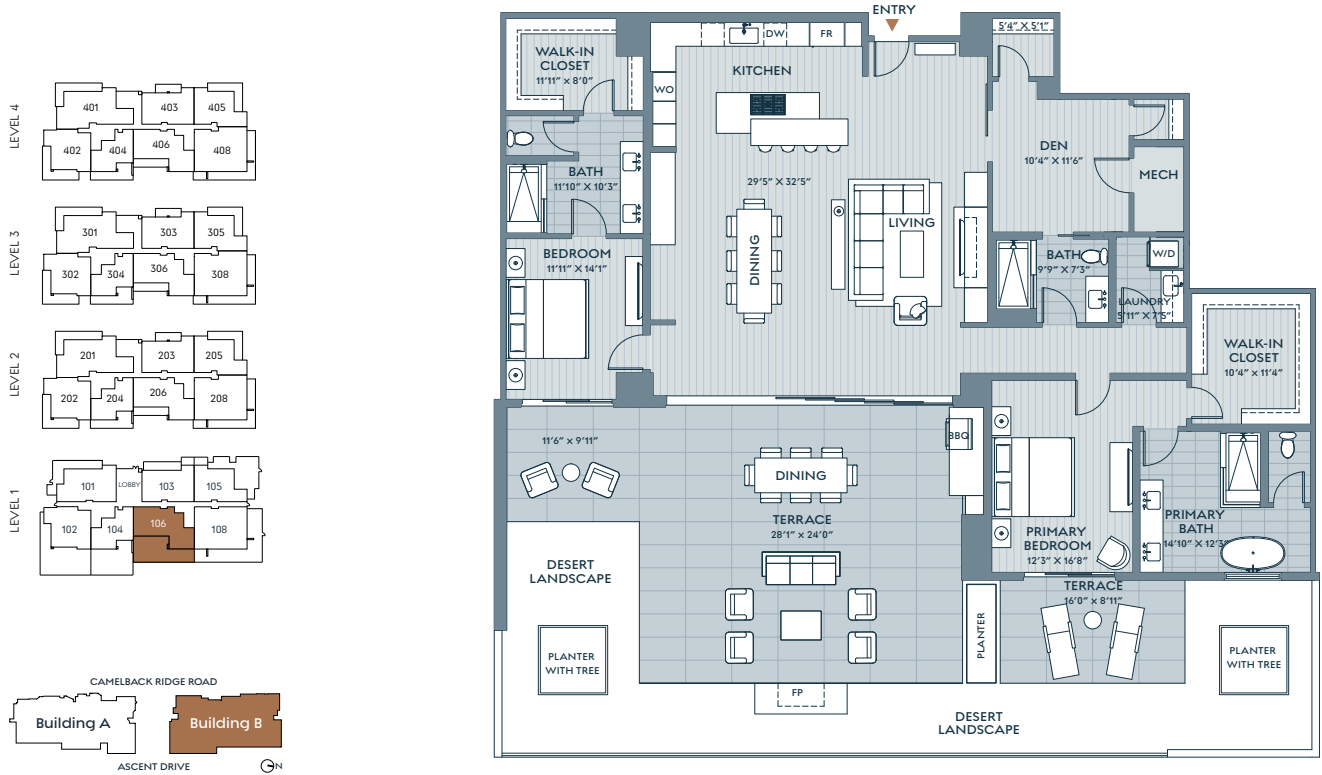 LEVEL 4
401
403
405
402
404
406
408
LEVEL 3
301
303
305
302
304
306
308
LEVEL 2
201
203
205
202
204
206
208
LEVEL 1
101
LOBBY
103
105
102
104
106
108
CAMELBACK RIDGE ROAD
Building A
Building B
ASCENT DRIVE
N
ENTRY
5'4" X 5'1"
WALK-IN
CLOSET
11'11" x 8'0"
DW
FR
KITCHEN
WO
BATH
11'10" X 10'3"
29'5" X 32'5"
DEN
10'4" X 11'6"
MECH
LIVING
DINING
BEDROOM
11'11" X 14'1"
BATH
9'9" X 7'3"
W/D
LAUNDRY
5'11" X 7'5"
WALK-IN
CLOSET
10'4" X 11'4"
11'6" x 9'11"
BBQ
DINING
TERRACE
28'1" X 24'0"
PRIMARY
BEDROOM
12'3" X 16'8"
PRIMARY
BATH
14'10" X 12'3"
DESERT
LANDSCAPE
TERRACE
16'0" X 8'11"
PLANTER
PLANTER
WITH TREE
PLANTER
WITH TREE
FP
DESERT
LANDSCAPE